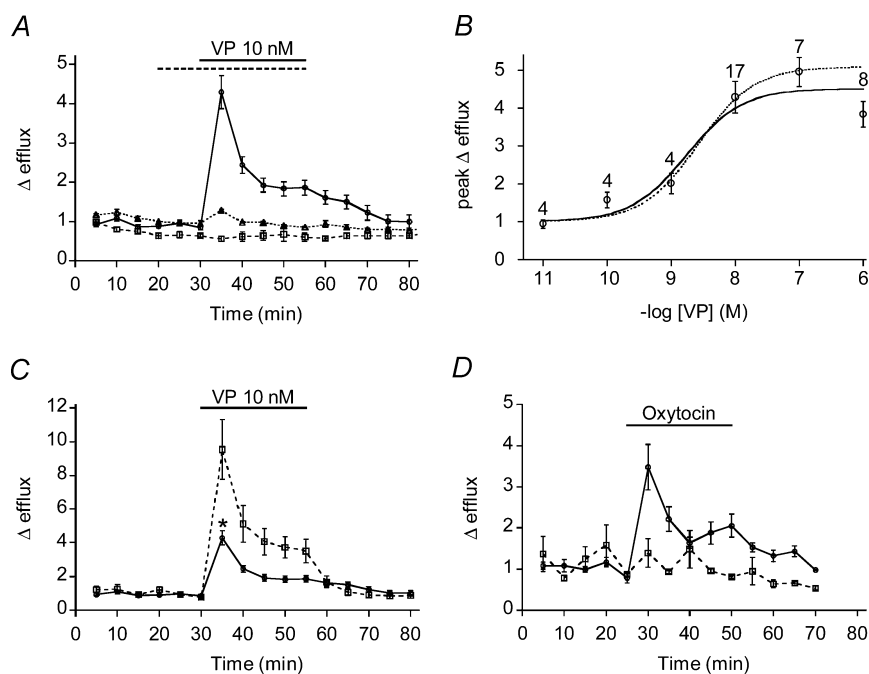 A
VP 10 nM
Δ efflux
5
4
3
2
1
0
0 10 20 30 40 50 60 70 80
Time (min)
B
peak Δ efflux
5
4
3
2
1
0
4 4 4 17 7 8
11 10 9 8 7 6
-log [VP] (M)
C
VP 10 nM
Δ efflux
12
10
8
6
4
2
0
*
0 10 20 30 40 50 60 70 80
Time (min)
D
Oxytocin
Δ efflux
5
4
3
2
1
0
0 10 20 30 40 50 60 70 80
Time (min)